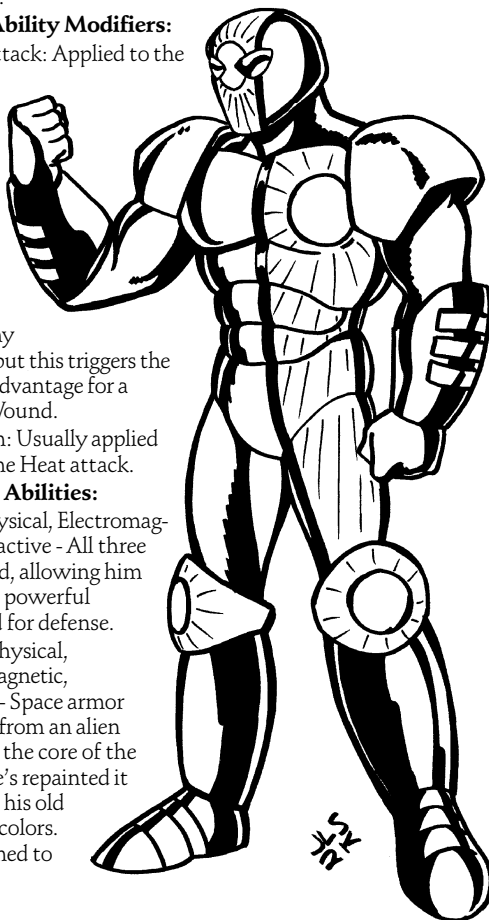 Ability Modifiers:
ttack: Applied to the
ny
but this triggers the
dvantage for a
Wound.
n: Usually applied
he Heat attack.
Abilities:
ysical, Electromag-
active - All three
d, allowing him
powerful
d for defense.
hysical,
agnetic,
- Space armor
from an alien
the core of the
e's repainted it
his old
colors.
ned to